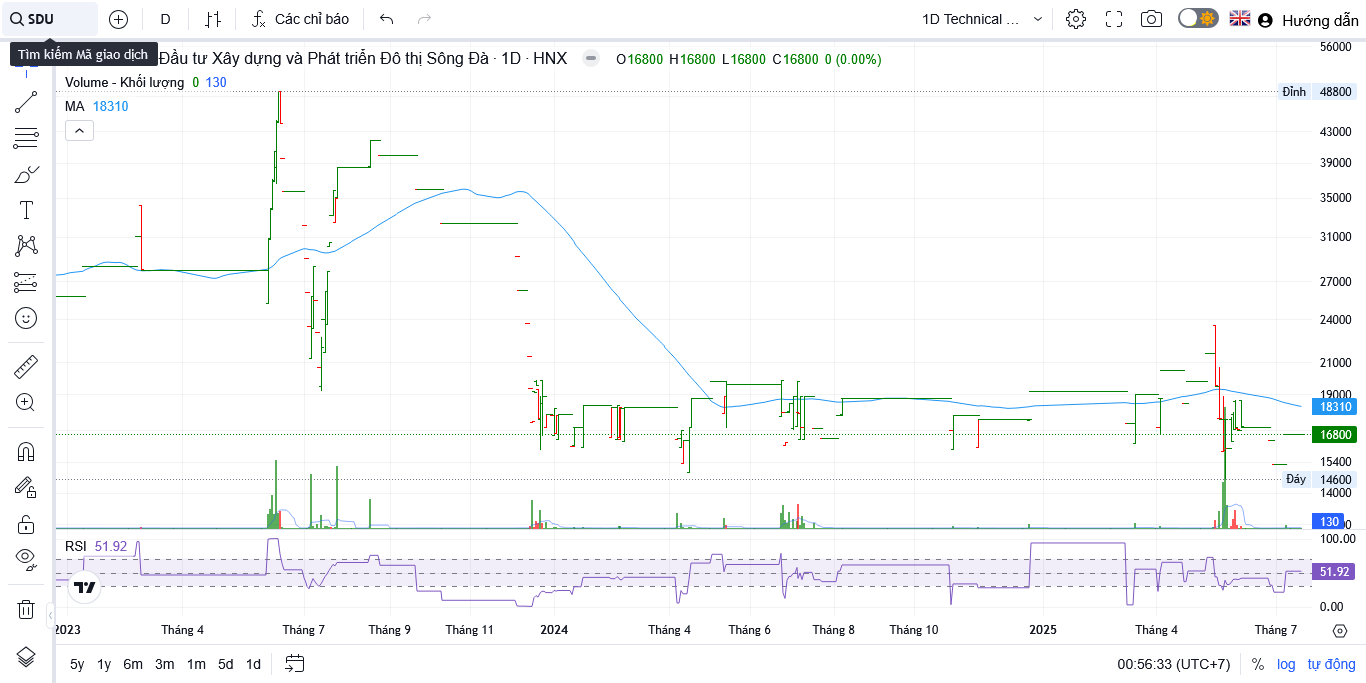 SDU D Các chỉ báo 1D Technical ... Hướng dẫn
Tìm kiếm Mã giao dịch
Đầu tư Xây dựng và Phát triển Đô thị Sông Đà · 1D · HNX O16800 H16800 L16800 C16800 0 (0.00%)
Volume - Khối lượng 0 130
MA 18310
56000
Đỉnh 48800
43000
39000
35000
31000
27000
24000
21000
19000
18310
16800
15400
Đáy 14600
14000
130
RSI 51.92
100.00
51.92
0.00
2023 Tháng 4 Tháng 7 Tháng 9 Tháng 11 2024 Tháng 4 Tháng 6 Tháng 8 Tháng 10 2025 Tháng 4 Tháng 7
5y 1y 6m 3m 1m 5d 1d 00:56:33 (UTC+7) % log tự động